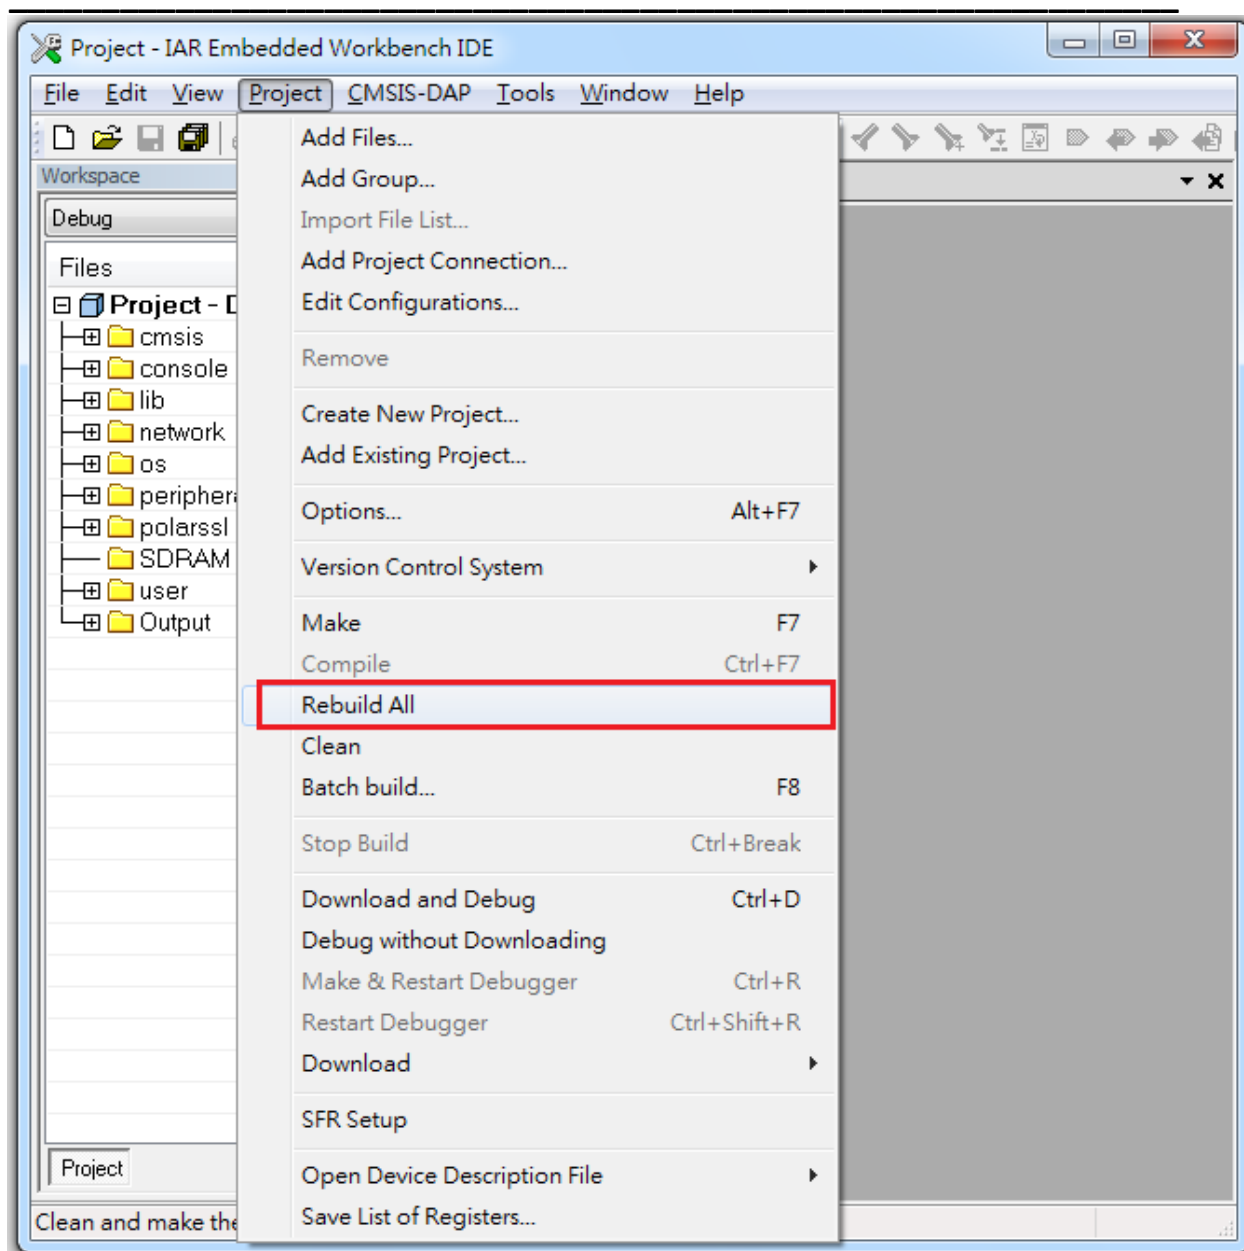 Project - IAR Embedded Workbench IDE
File Edit View Project CMSIS-DAP Tools Window Help
Workspace
Debug
Files
Project - D
cmsis
console
lib
network
os
periphera
polarssl
SDRAM
user
Output
Project
Clean and make the
Add Files...
Add Group...
Import File List...
Add Project Connection...
Edit Configurations...
Remove
Create New Project...
Add Existing Project...
Options... Alt+F7
Version Control System
Make F7
Compile Ctrl+F7
Rebuild All
Clean
Batch build... F8
Stop Build Ctrl+Break
Download and Debug Ctrl+D
Debug without Downloading
Make & Restart Debugger Ctrl+R
Restart Debugger Ctrl+Shift+R
Download
SFR Setup
Open Device Description File
Save List of Registers...